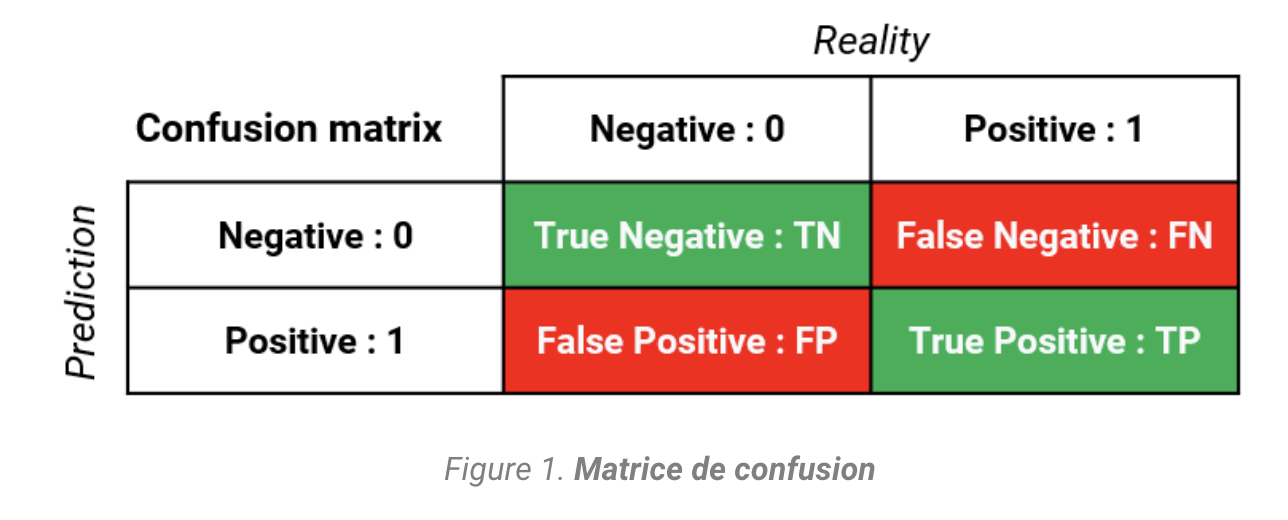 Reality
Confusion matrix
Negative : 0
Positive : 1
Prediction
Negative : 0
True Negative : TN
False Negative : FN
Positive : 1
False Positive : FP
True Positive : TP
Figure 1. Matrice de confusion